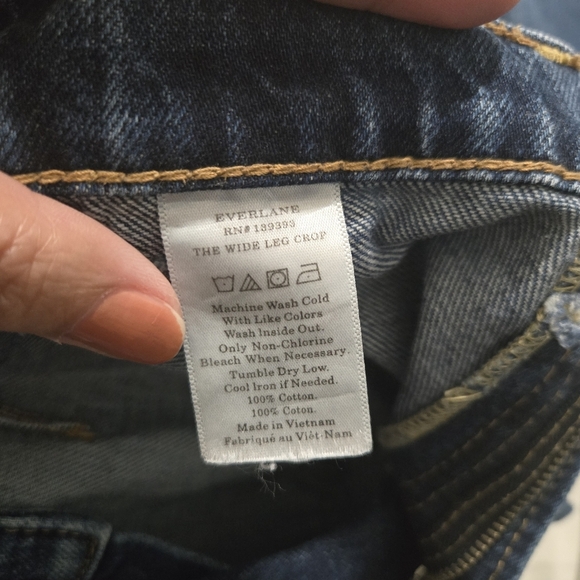 EVERLANE
RN# 139393
THE WIDE LEG CROP
Machine Wash Cold
With Like Colors
Wash Inside Out.
Only Non-Chlorine
Bleach When Necessary.
Tumble Dry Low.
Cool Iron if Needed.
100% Cotton.
100% Coton.
Made in Vietnam
Fabriqué au Viêt-Nam